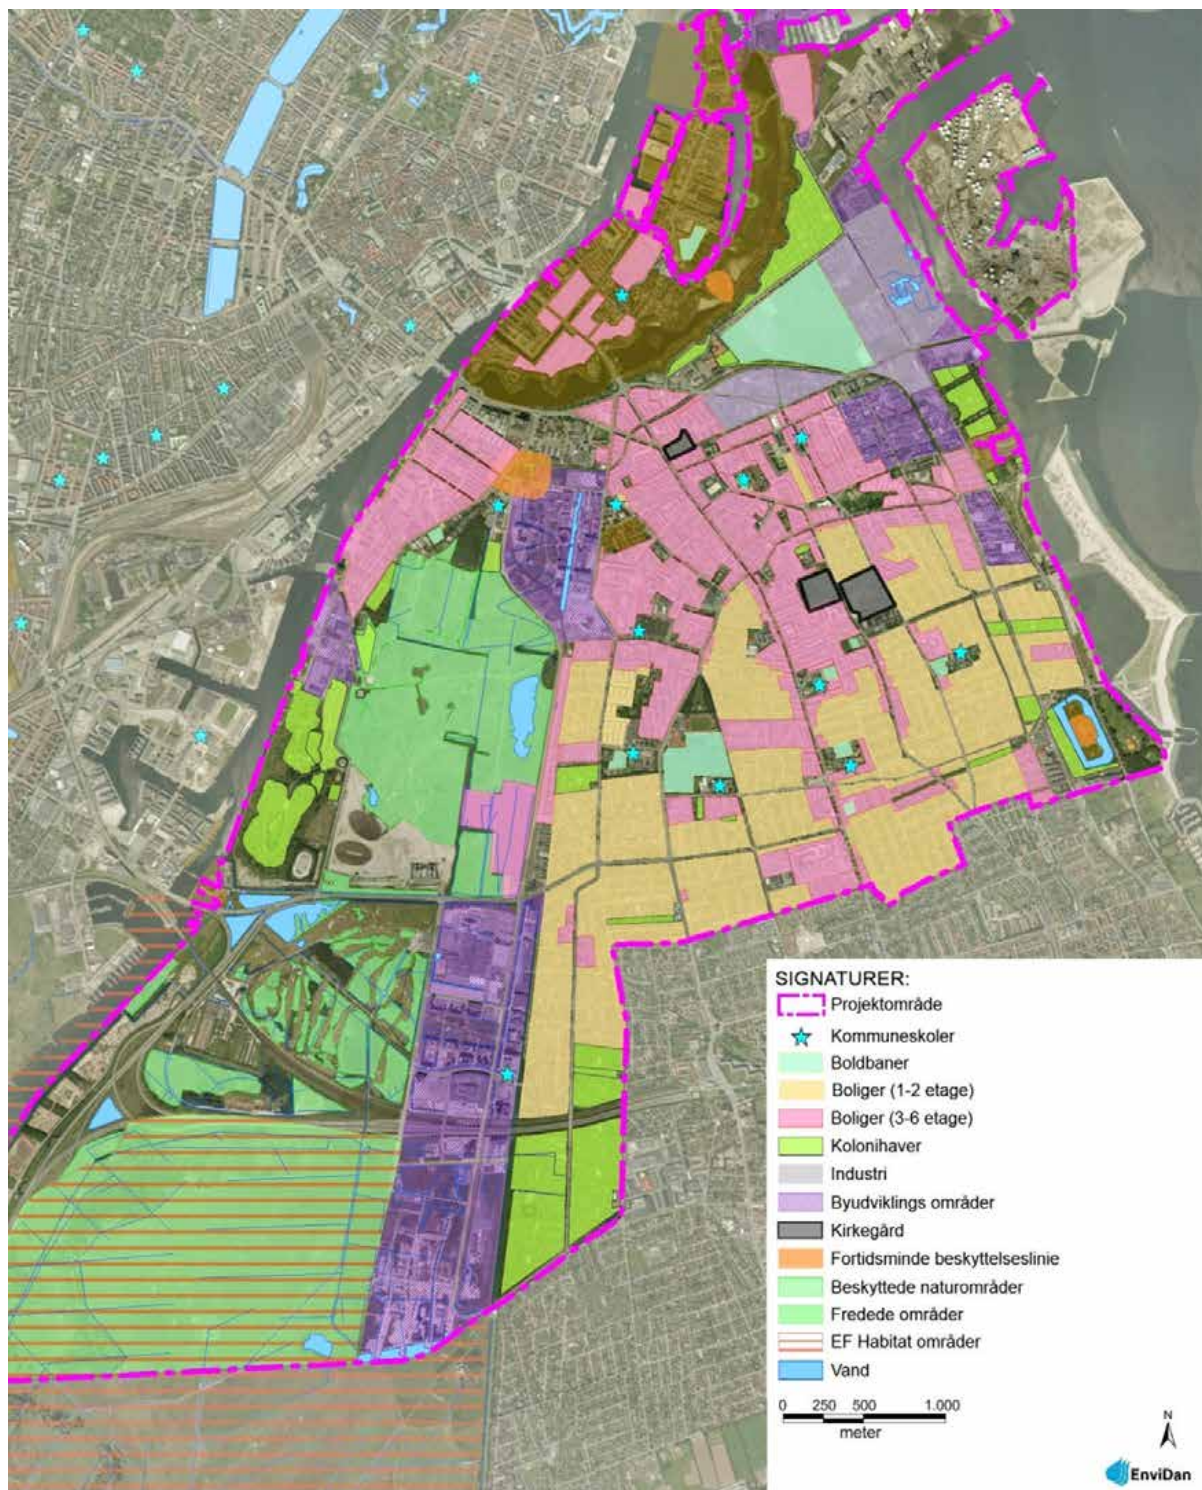 SIGNATURER:
Projektområde
Kommuneskoler
Boldbaner
Boliger (1-2 etage)
Boliger (3-6 etage)
Kolonihaver
Industri
Byudviklings områder
Kirkegård
Fortidsminde beskyttelseslinie
Beskyttede naturområder
Fredede områder
EF Habitat områder
Vand
0 250 500 1.000
meter
N
EnviDan